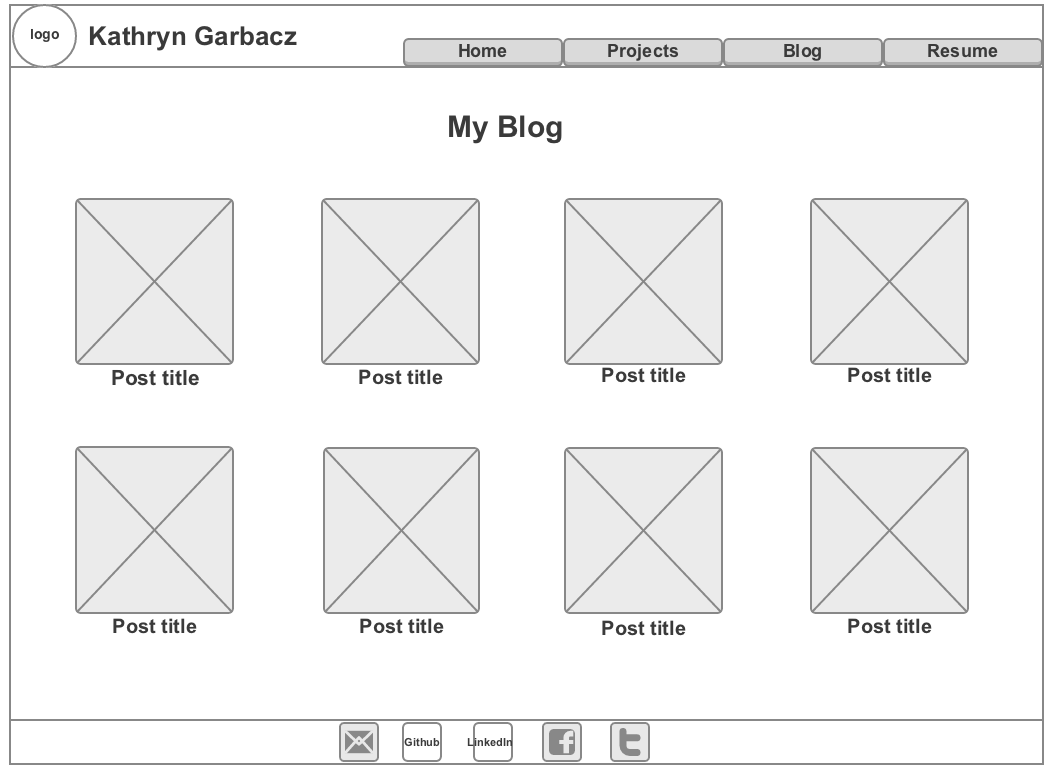 logo
Kathryn Garbacz
Home
Projects
Blog
Resume
My Blog
Post title
Post title
Post title
Post title
Post title
Post title
Post title
Post title
Github
LinkedIn